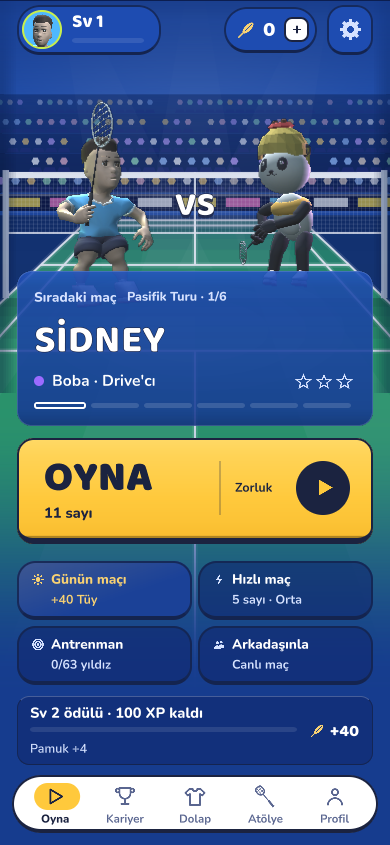 Sv 1
0 +
VS
Sıradaki maç Pasifik Turu · 1/6
SİDNEY
Boba · Drive'cı
OYNA
11 sayı
Zorluk
Günün maçı
+40 Tüy
Hızlı maç
5 sayı · Orta
Antrenman
0/63 yıldız
Arkadaşınla
Canlı maç
Sv 2 ödülü · 100 XP kaldı
+40
Pamuk +4
Oyna Kariyer Dolap Atölye Profil